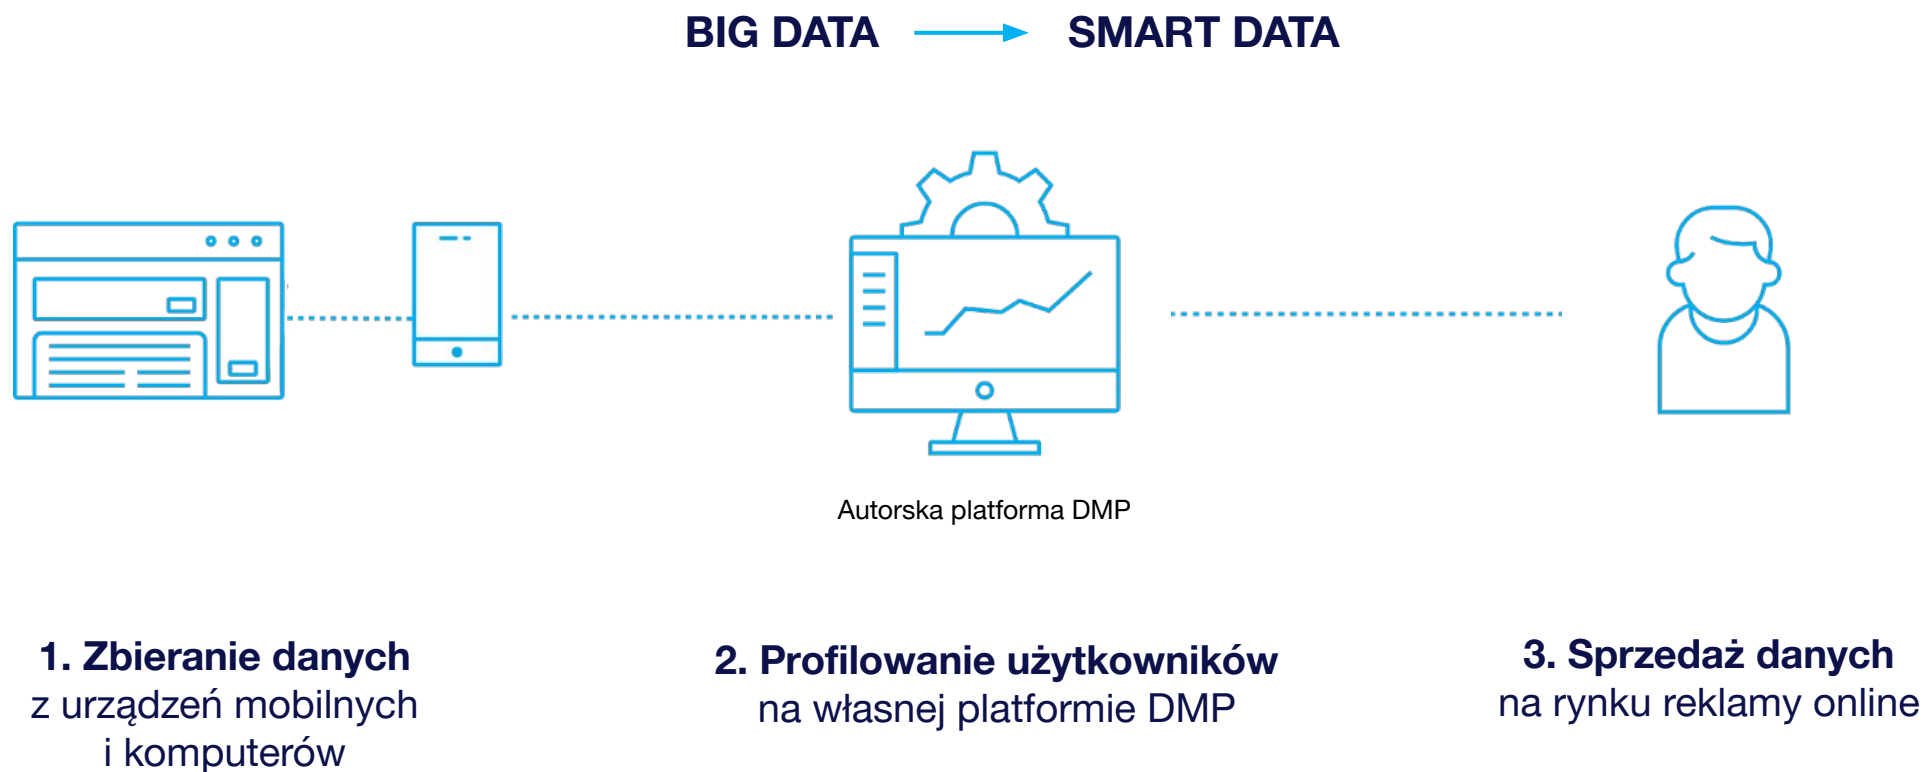 BIG DATA SMART DATA
Autorska platforma DMP
1. Zbieranie danych
z urządzeń mobilnych
i komputerów
2. Profilowanie użytkowników
na własnej platformie DMP
3. Sprzedaż danych
na rynku reklamy online